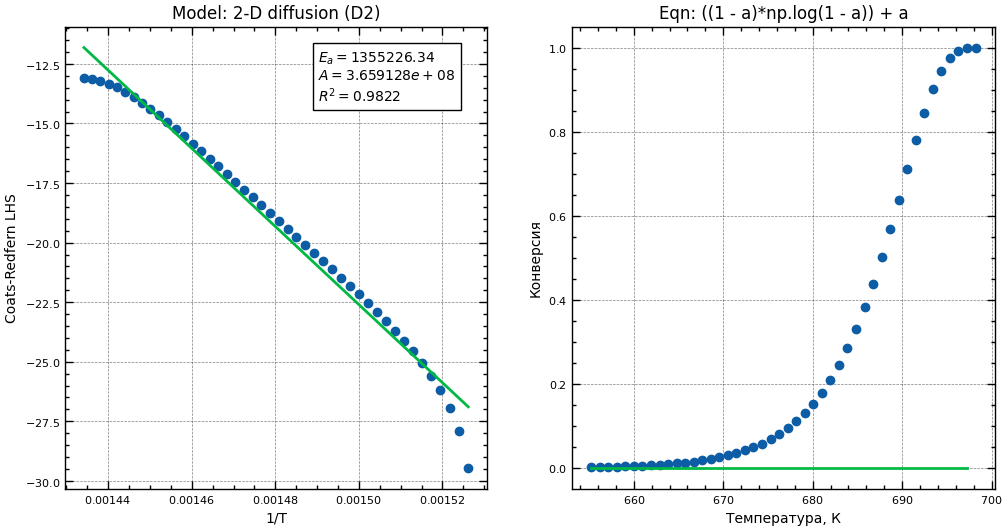 Model: 2-D diffusion (D2)
Eₐ = 1355226.34
A = 3.659128e + 08
R² = 0.9822
Coats-Redfern LHS
−12.5
−15.0
−17.5
−20.0
−22.5
−25.0
−27.5
−30.0
0.00144 0.00146 0.00148 0.00150 0.00152
1/T
Eqn: ((1 - a)*np.log(1 - a)) + a
Конверсия
1.0
0.8
0.6
0.4
0.2
0.0
660 670 680 690 700
Температура, К